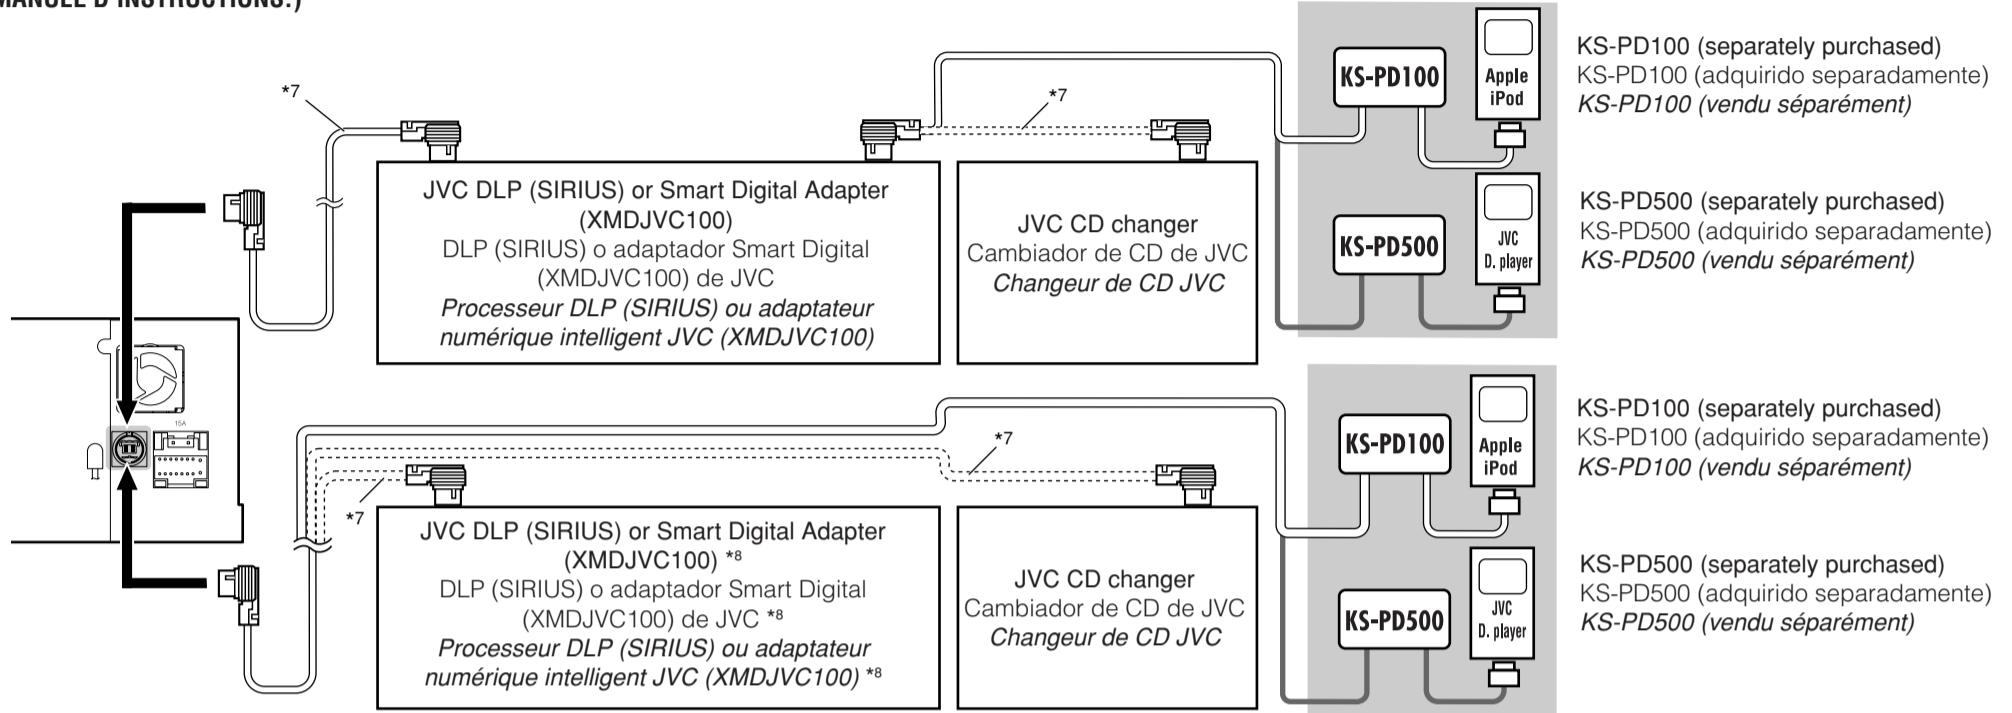 MANUEL D'INSTRUCTIONS.)
*7
JVC DLP (SIRIUS) or Smart Digital Adapter
(XMDJVC100)
DLP (SIRIUS) o adaptador Smart Digital
(XMDJVC100) de JVC
Processeur DLP (SIRIUS) ou adaptateur
numérique intelligent JVC (XMDJVC100)
*7
JVC CD changer
Cambiador de CD de JVC
Changeur de CD JVC
KS-PD100
Apple
iPod
KS-PD100 (separately purchased)
KS-PD100 (adquirido separadamente)
KS-PD100 (vendu séparément)
KS-PD500
JVC
D. player
KS-PD500 (separately purchased)
KS-PD500 (adquirido separadamente)
KS-PD500 (vendu séparément)
15A
*7
JVC DLP (SIRIUS) or Smart Digital Adapter
(XMDJVC100) *8
DLP (SIRIUS) o adaptador Smart Digital
(XMDJVC100) de JVC *8
Processeur DLP (SIRIUS) ou adaptateur
numérique intelligent JVC (XMDJVC100) *8
*7
JVC CD changer
Cambiador de CD de JVC
Changeur de CD JVC
KS-PD100
Apple
iPod
KS-PD100 (separately purchased)
KS-PD100 (adquirido separadamente)
KS-PD100 (vendu séparément)
KS-PD500
JVC
D. player
KS-PD500 (separately purchased)
KS-PD500 (adquirido separadamente)
KS-PD500 (vendu séparément)